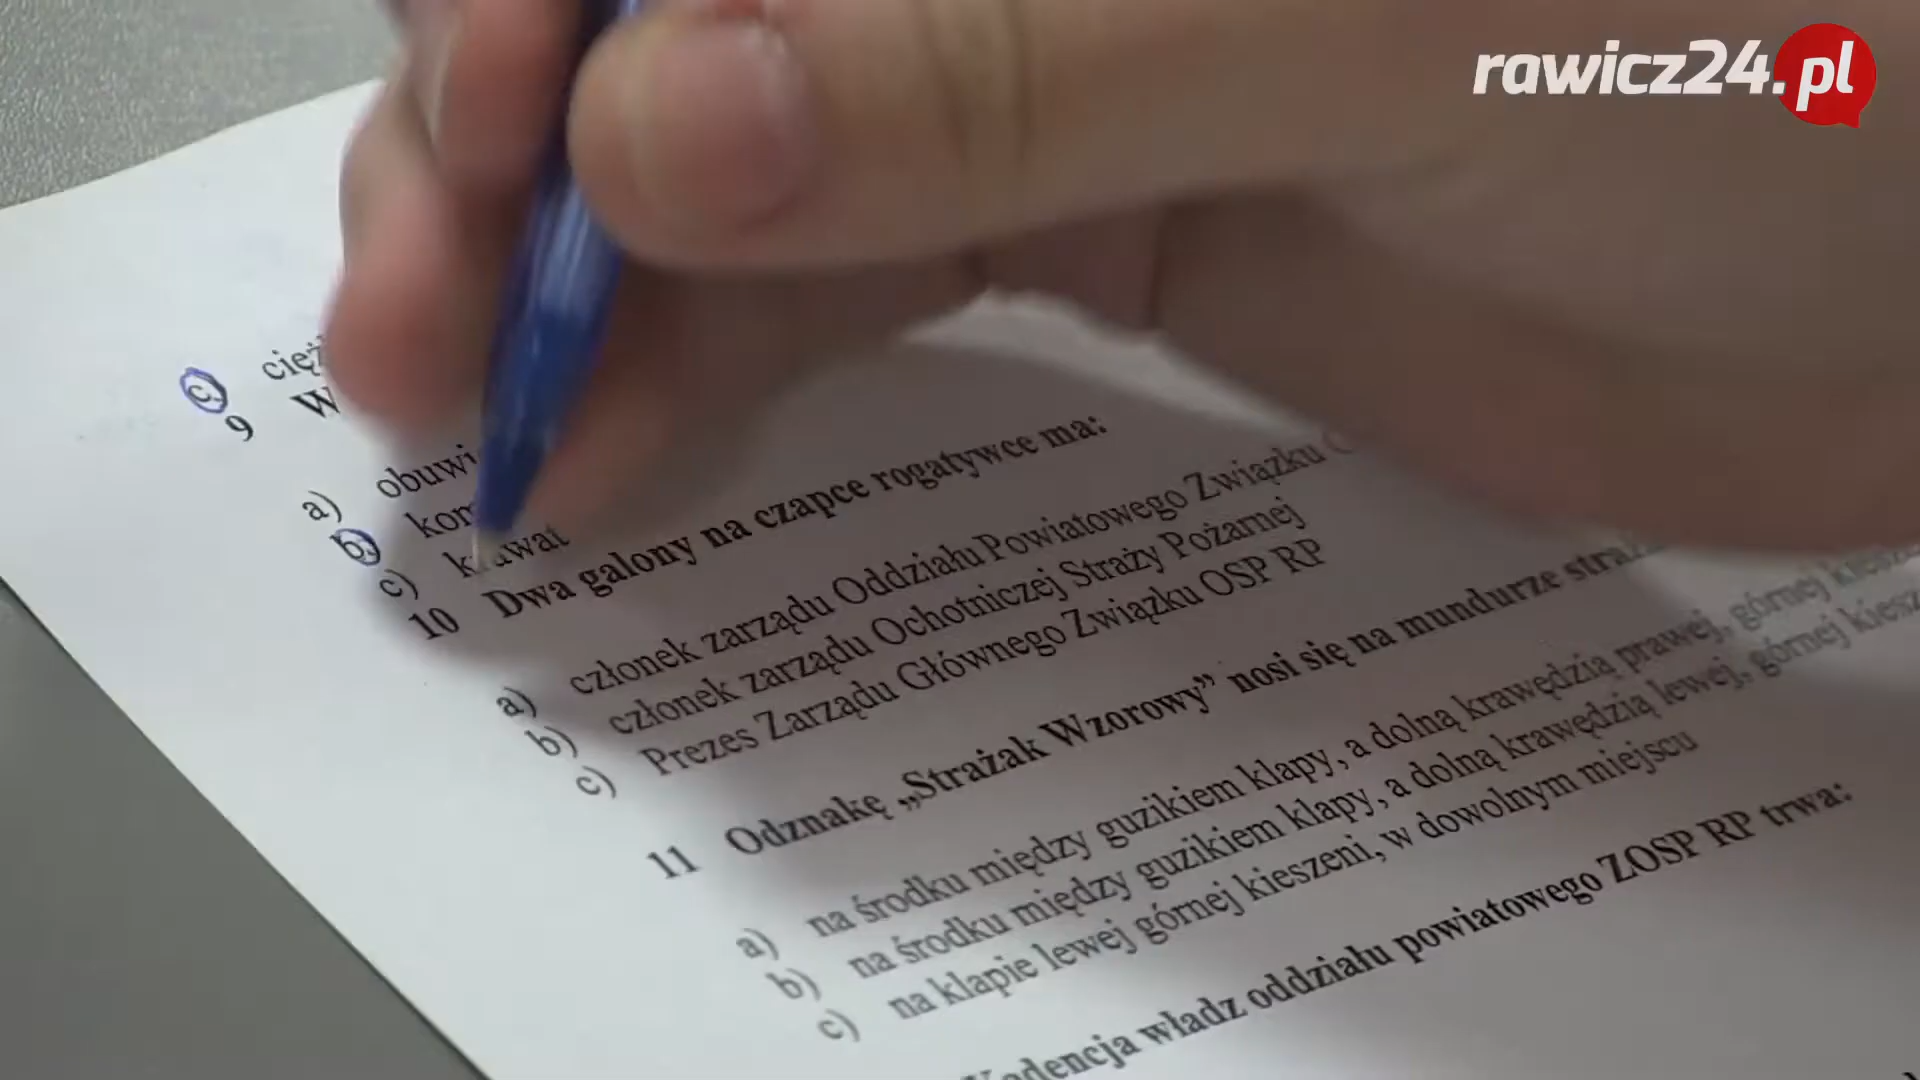 rawicz24.pl
c)
9
a) obuwi
b)
c) krawat
10 Dwa galony na czapce rogatywce ma:
a) członek zarządu Oddziału Powiatowego Związku
b) członek zarządu Ochotniczej Straży Pożarnej
c) Prezes Zarządu Głównego Związku OSP RP
11 Odznakę „Strażak Wzorowy” nosi się na mundurze
a) na środku między guzikiem klapy, a dolną krawędzią prawej, górnej
b) na środku między guzikiem klapy, a dolną krawędzią lewej, górnej
c) na klapie lewej górnej kieszeni, w dowolnym miejscu
Kadencja władz oddziału powiatowego ZOSP RP trwa: